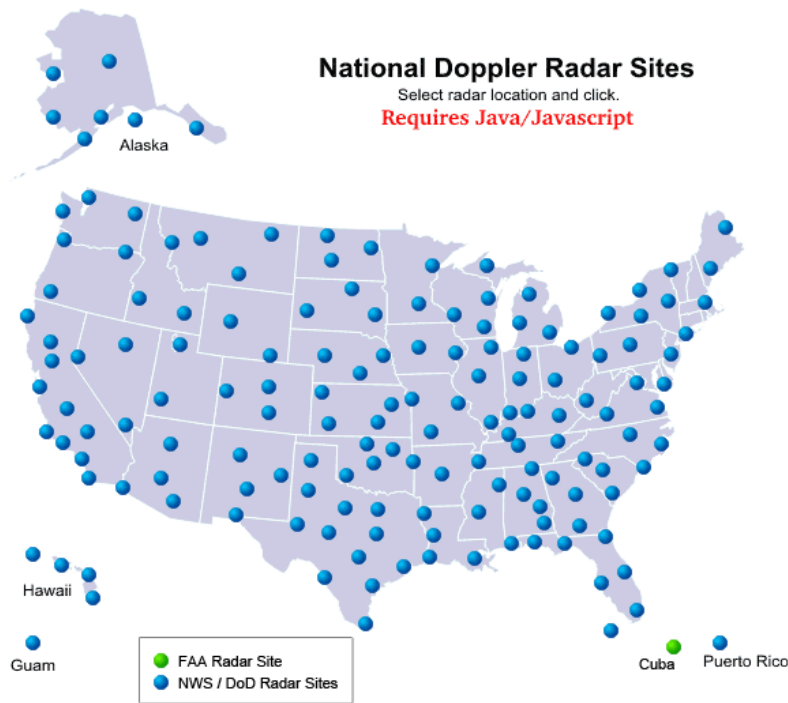 National Doppler Radar Sites
Select radar location and click.
Requires Java/Javascript
Alaska
Hawaii
Guam
FAA Radar Site
NWS / DoD Radar Sites
Cuba
Puerto Rico